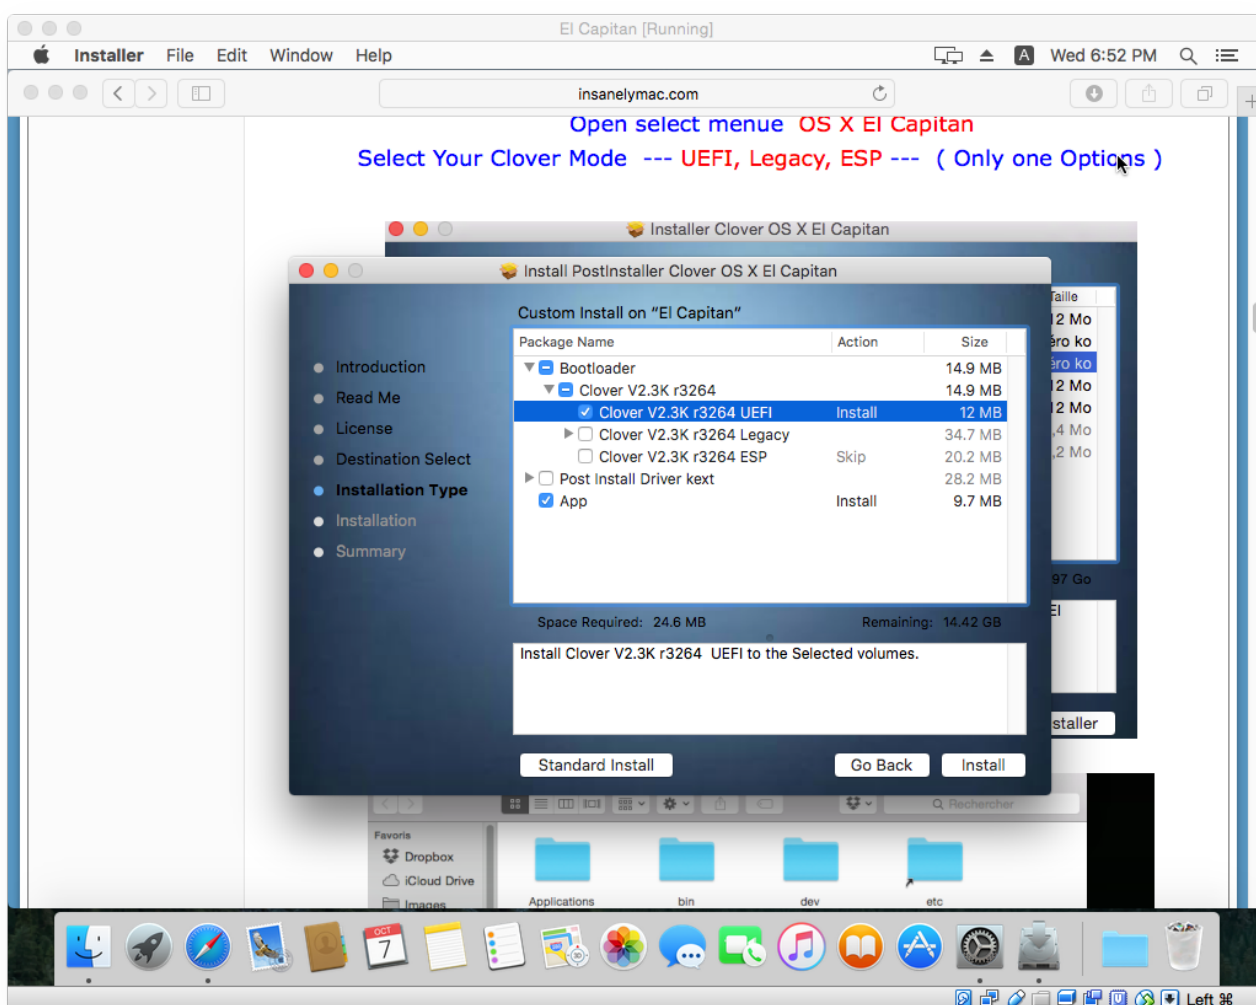 El Capitan [Running]
Installer File Edit Window Help A Wed 6:52 PM
insanelymac.com
Open select menue OS X El Capitan
Select Your Clover Mode --- UEFI, Legacy, ESP --- ( Only one Options )
Installer Clover OS X El Capitan
Install PostInstaller Clover OS X El Capitan
Taille
Custom Install on “El Capitan”
12 Mo
Package Name Action Size
éro ko
Introduction
Bootloader 14.9 MB
éro ko
Read Me
Clover V2.3K r3264 14.9 MB
12 Mo
Clover V2.3K r3264 UEFI Install 12 MB
12 Mo
License
Clover V2.3K r3264 Legacy 34.7 MB
,4 Mo
Destination Select
Clover V2.3K r3264 ESP Skip 20.2 MB
,2 Mo
Installation Type
Post Install Driver kext 28.2 MB
App Install 9.7 MB
Installation
Summary
97 Go
Space Required: 24.6 MB Remaining: 14.42 GB
El
Install Clover V2.3K r3264 UEFI to the Selected volumes.
staller
Standard Install Go Back Install
Rechercher
Favoris
Dropbox
iCloud Drive
Images
Applications bin dev etc
OCT
7
3D
Left ⌘